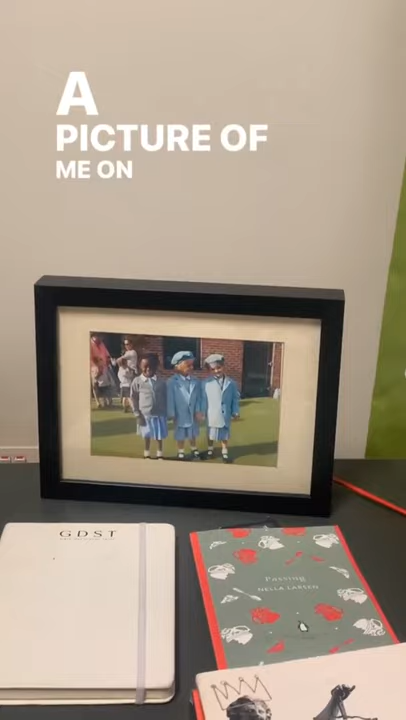 A
PICTURE OF
ME ON
GDST
Passing
NELLA LARSEN